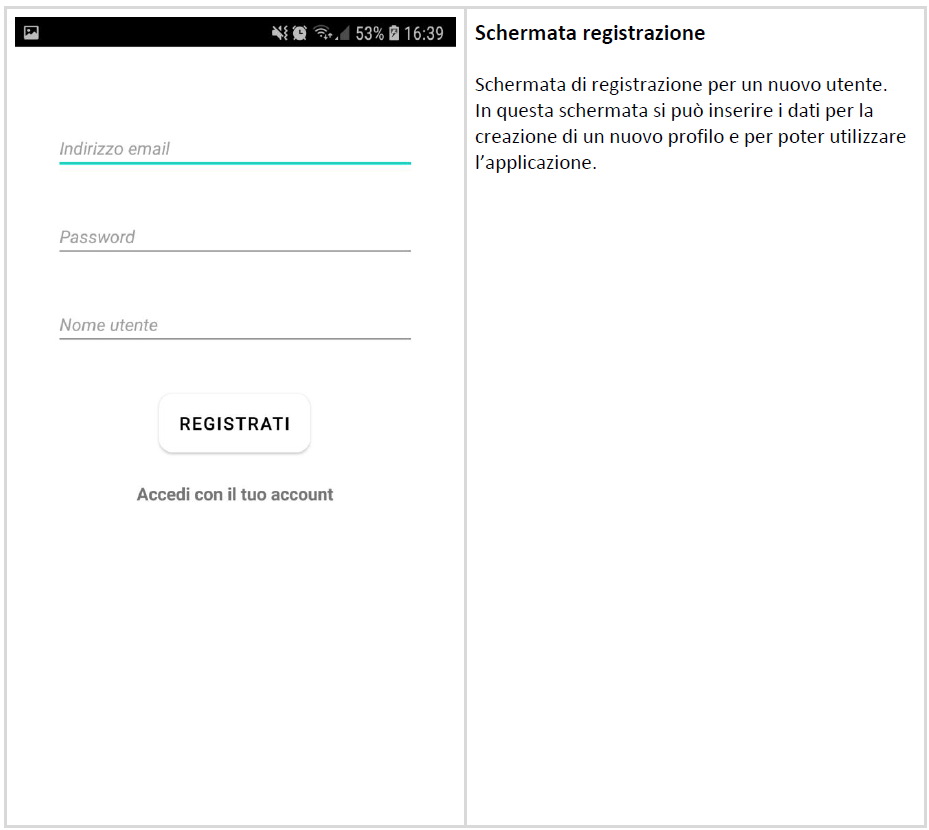 53% 16:39
Indirizzo email
Password
Nome utente
REGISTRATI
Accedi con il tuo account
Schermata registrazione
Schermata di registrazione per un nuovo utente.
In questa schermata si può inserire i dati per la
creazione di un nuovo profilo e per poter utilizzare
l’applicazione.